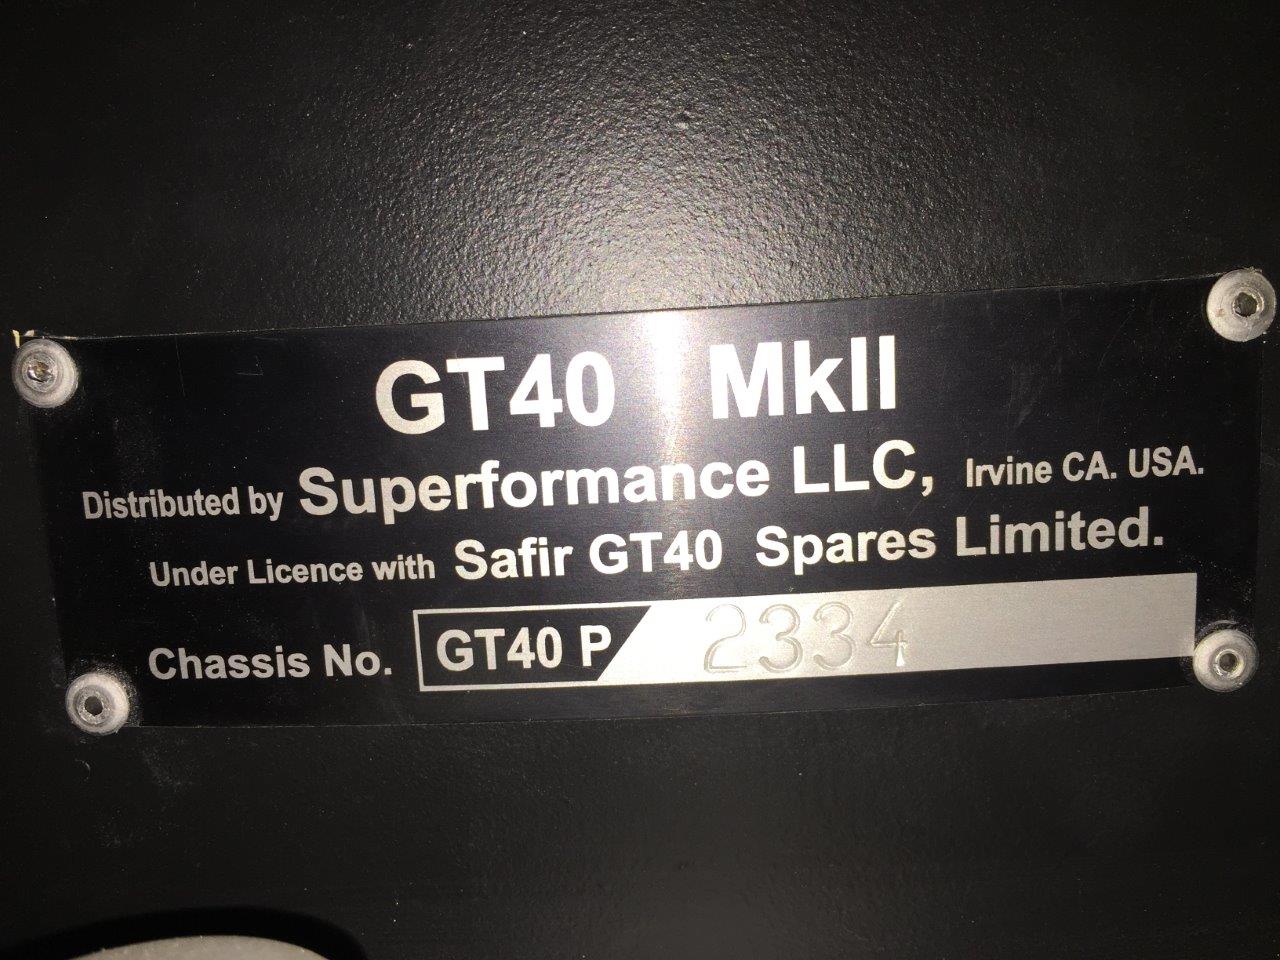 GT40 MkII
Distributed by Superformance LLC, Irvine CA. USA.
Under Licence with Safir GT40 Spares Limited.
Chassis No. GT40 P 2334